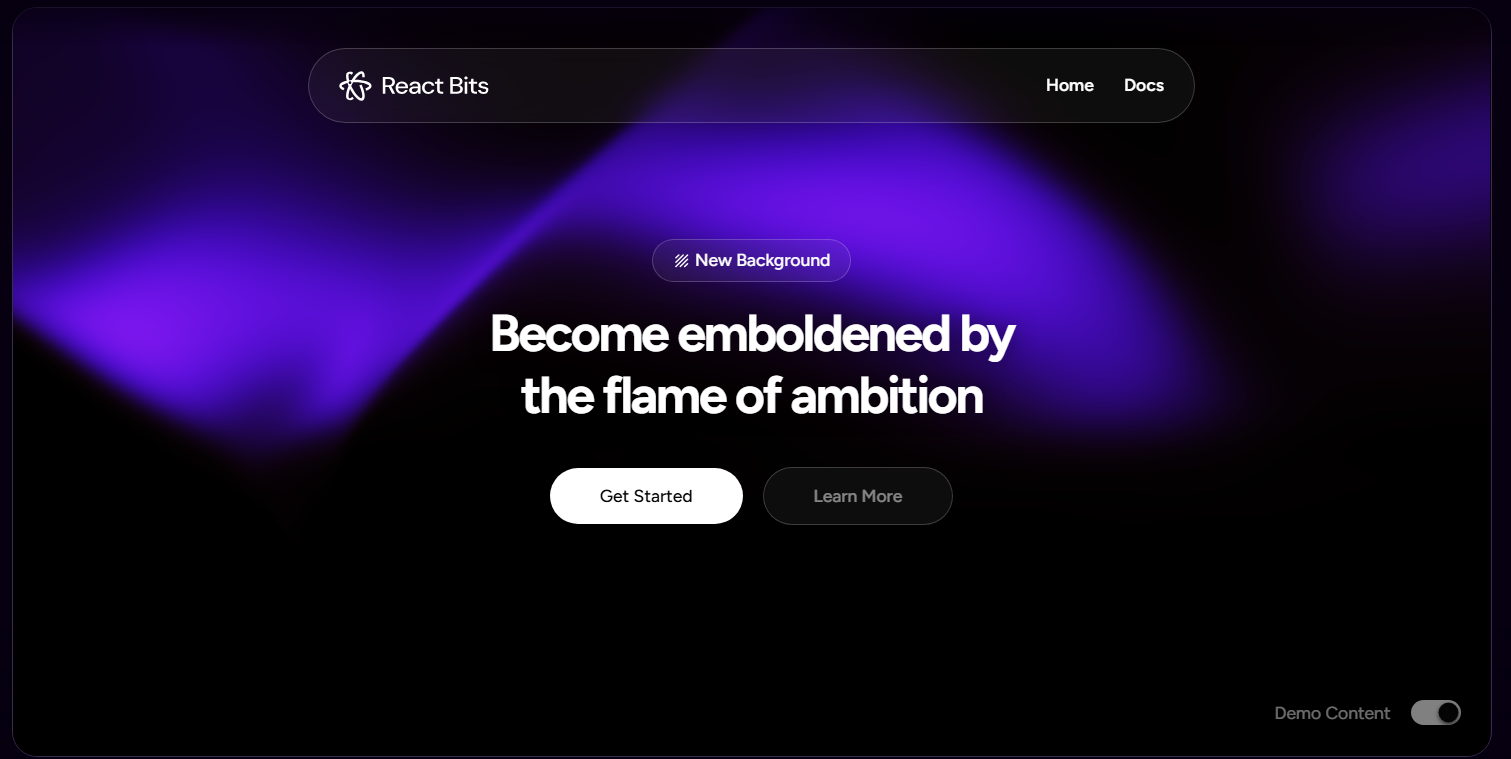 React Bits
Home
Docs
New Background
Become emboldened by
the flame of ambition
Get Started
Learn More
Demo Content